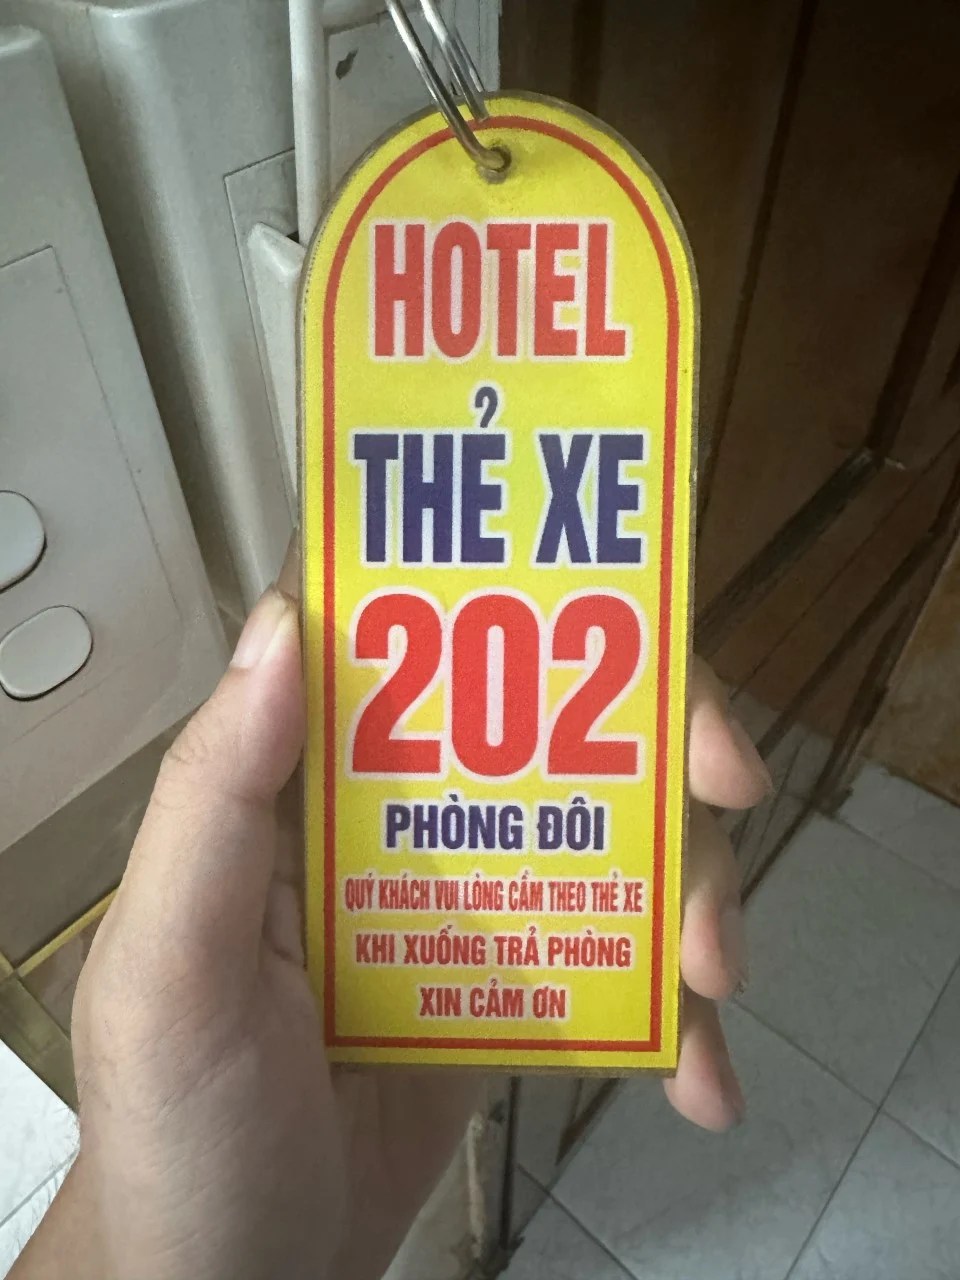 HOTEL
THẺ XE
202
PHÒNG ĐÔI
QUÝ KHÁCH VUI LÒNG CẦM THEO THẺ XE
KHI XUỐNG TRẢ PHÒNG
XIN CẢM ƠN